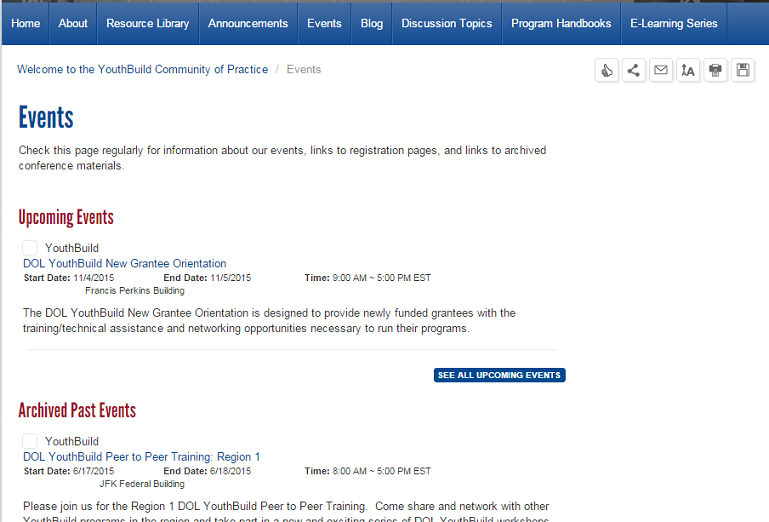 Home About Resource Library Announcements Events Blog Discussion Topics Program Handbooks E-Learning Series
Welcome to the YouthBuild Community of Practice / Events
Events
Check this page regularly for information about our events, links to registration pages, and links to archived
conference materials.
Upcoming Events
YouthBuild
DOL YouthBuild New Grantee Orientation
Start Date: 11/4/2015 End Date: 11/5/2015 Time: 9:00 AM ~ 5:00 PM EST
Francis Perkins Building
The DOL YouthBuild New Grantee Orientation is designed to provide newly funded grantees with the
training/technical assistance and networking opportunities necessary to run their programs.
SEE ALL UPCOMING EVENTS
Archived Past Events
YouthBuild
DOL YouthBuild Peer to Peer Training: Region 1
Start Date: 6/17/2015 End Date: 6/18/2015 Time: 8:00 AM ~ 5:00 PM EST
JFK Federal Building
Please join us for the Region 1 DOL YouthBuild Peer to Peer Training. Come share and network with other
YouthBuild programs in the region and take part in a new and exciting series of DOL YouthBuild workshops